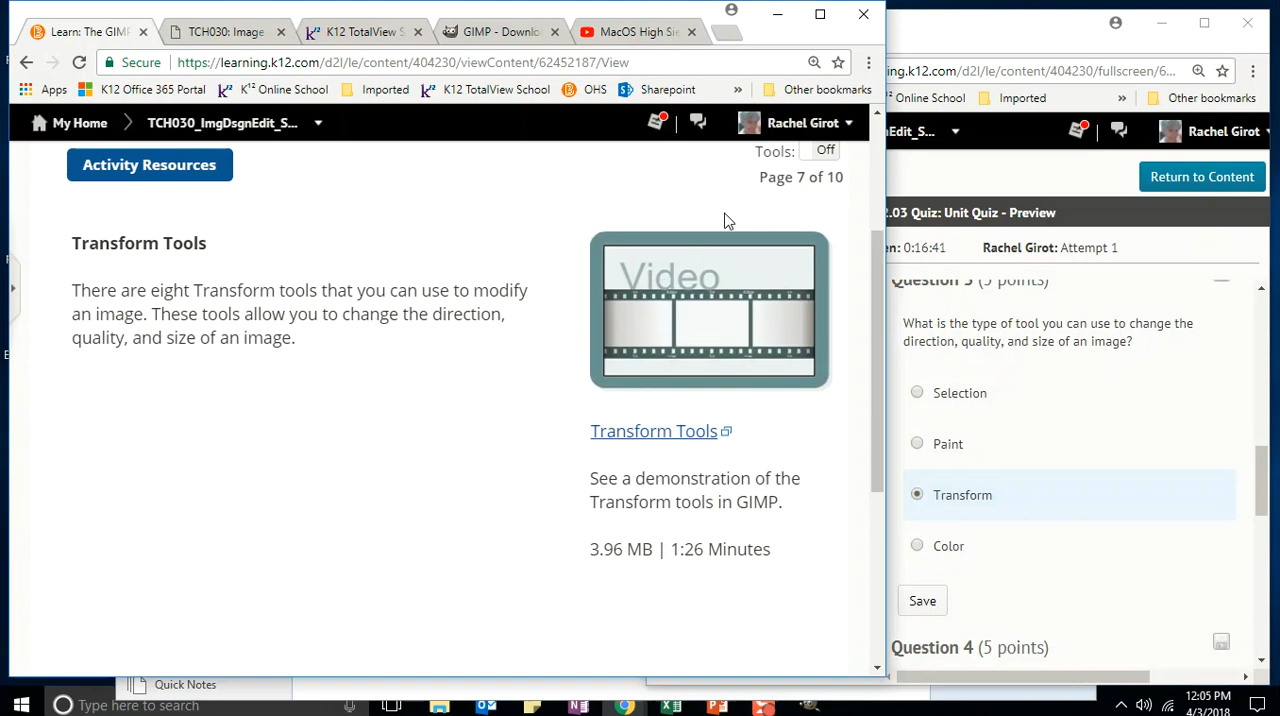 Learn: The GIMP
TCH030: Image
K12 TotalView S
GIMP - Downlo
MacOS High Sie
Secure
https://learning.k12.com/d2l/le/content/404230/viewContent/62452187/View
ng.k12.com/d2l/le/content/404230/fullscreen/6...
Apps
K12 Office 365 Portal
K¹² Online School
Imported
K12 TotalView School
OHS
Sharepoint
»
Other bookmarks
Online School
Imported
»
Other bookmarks
My Home
TCH030_ImgDsgnEdit_S...
Rachel Girot
nEdit_S...
Rachel Girot
Activity Resources
Tools: Off
Page 7 of 10
Return to Content
2.03 Quiz: Unit Quiz - Preview
en: 0:16:41
Rachel Girot: Attempt 1
Transform Tools
There are eight Transform tools that you can use to modify
an image. These tools allow you to change the direction,
quality, and size of an image.
Video
Transform Tools
See a demonstration of the
Transform tools in GIMP.
3.96 MB | 1:26 Minutes
Question 3 (5 points)
What is the type of tool you can use to change the
direction, quality, and size of an image?
Selection
Paint
Transform
Color
Save
Question 4 (5 points)
Quick Notes
Type here to search
12:05 PM
4/3/2018